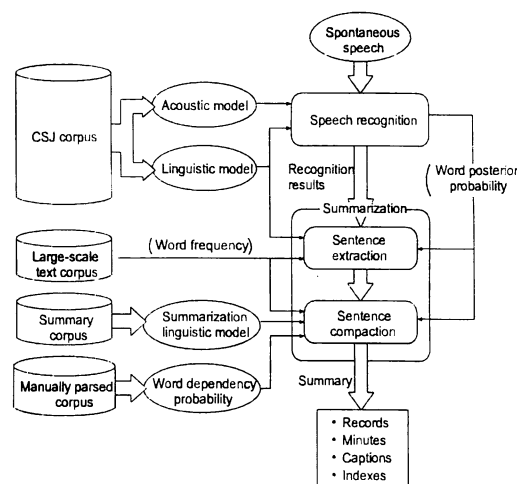 Spontaneous
speech
CSJ corpus
Acoustic model
Speech recognition
Linguistic model
Recognition
results
(Word posterior
probability)
Summarization
Large-scale
text corpus
(Word frequency)
Sentence
extraction
Summary
corpus
Summarization
linguistic model
Sentence
compaction
Manually parsed
corpus
Word dependency
probability
Summary
• Records
• Minutes
• Captions
• Indexes